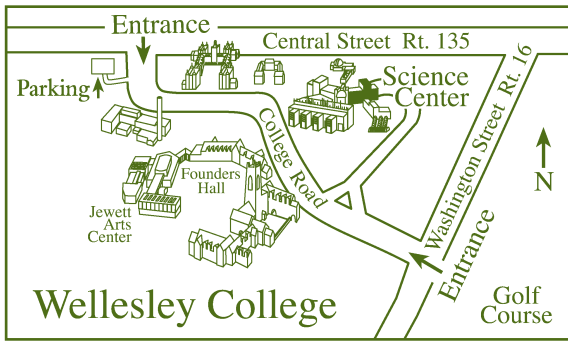 Entrance
Central Street Rt. 135
Parking
Science
Center
College Road
Washington Street Rt. 16
Founders
Hall
Jewett
Arts
Center
N
Entrance
Wellesley College
Golf
Course